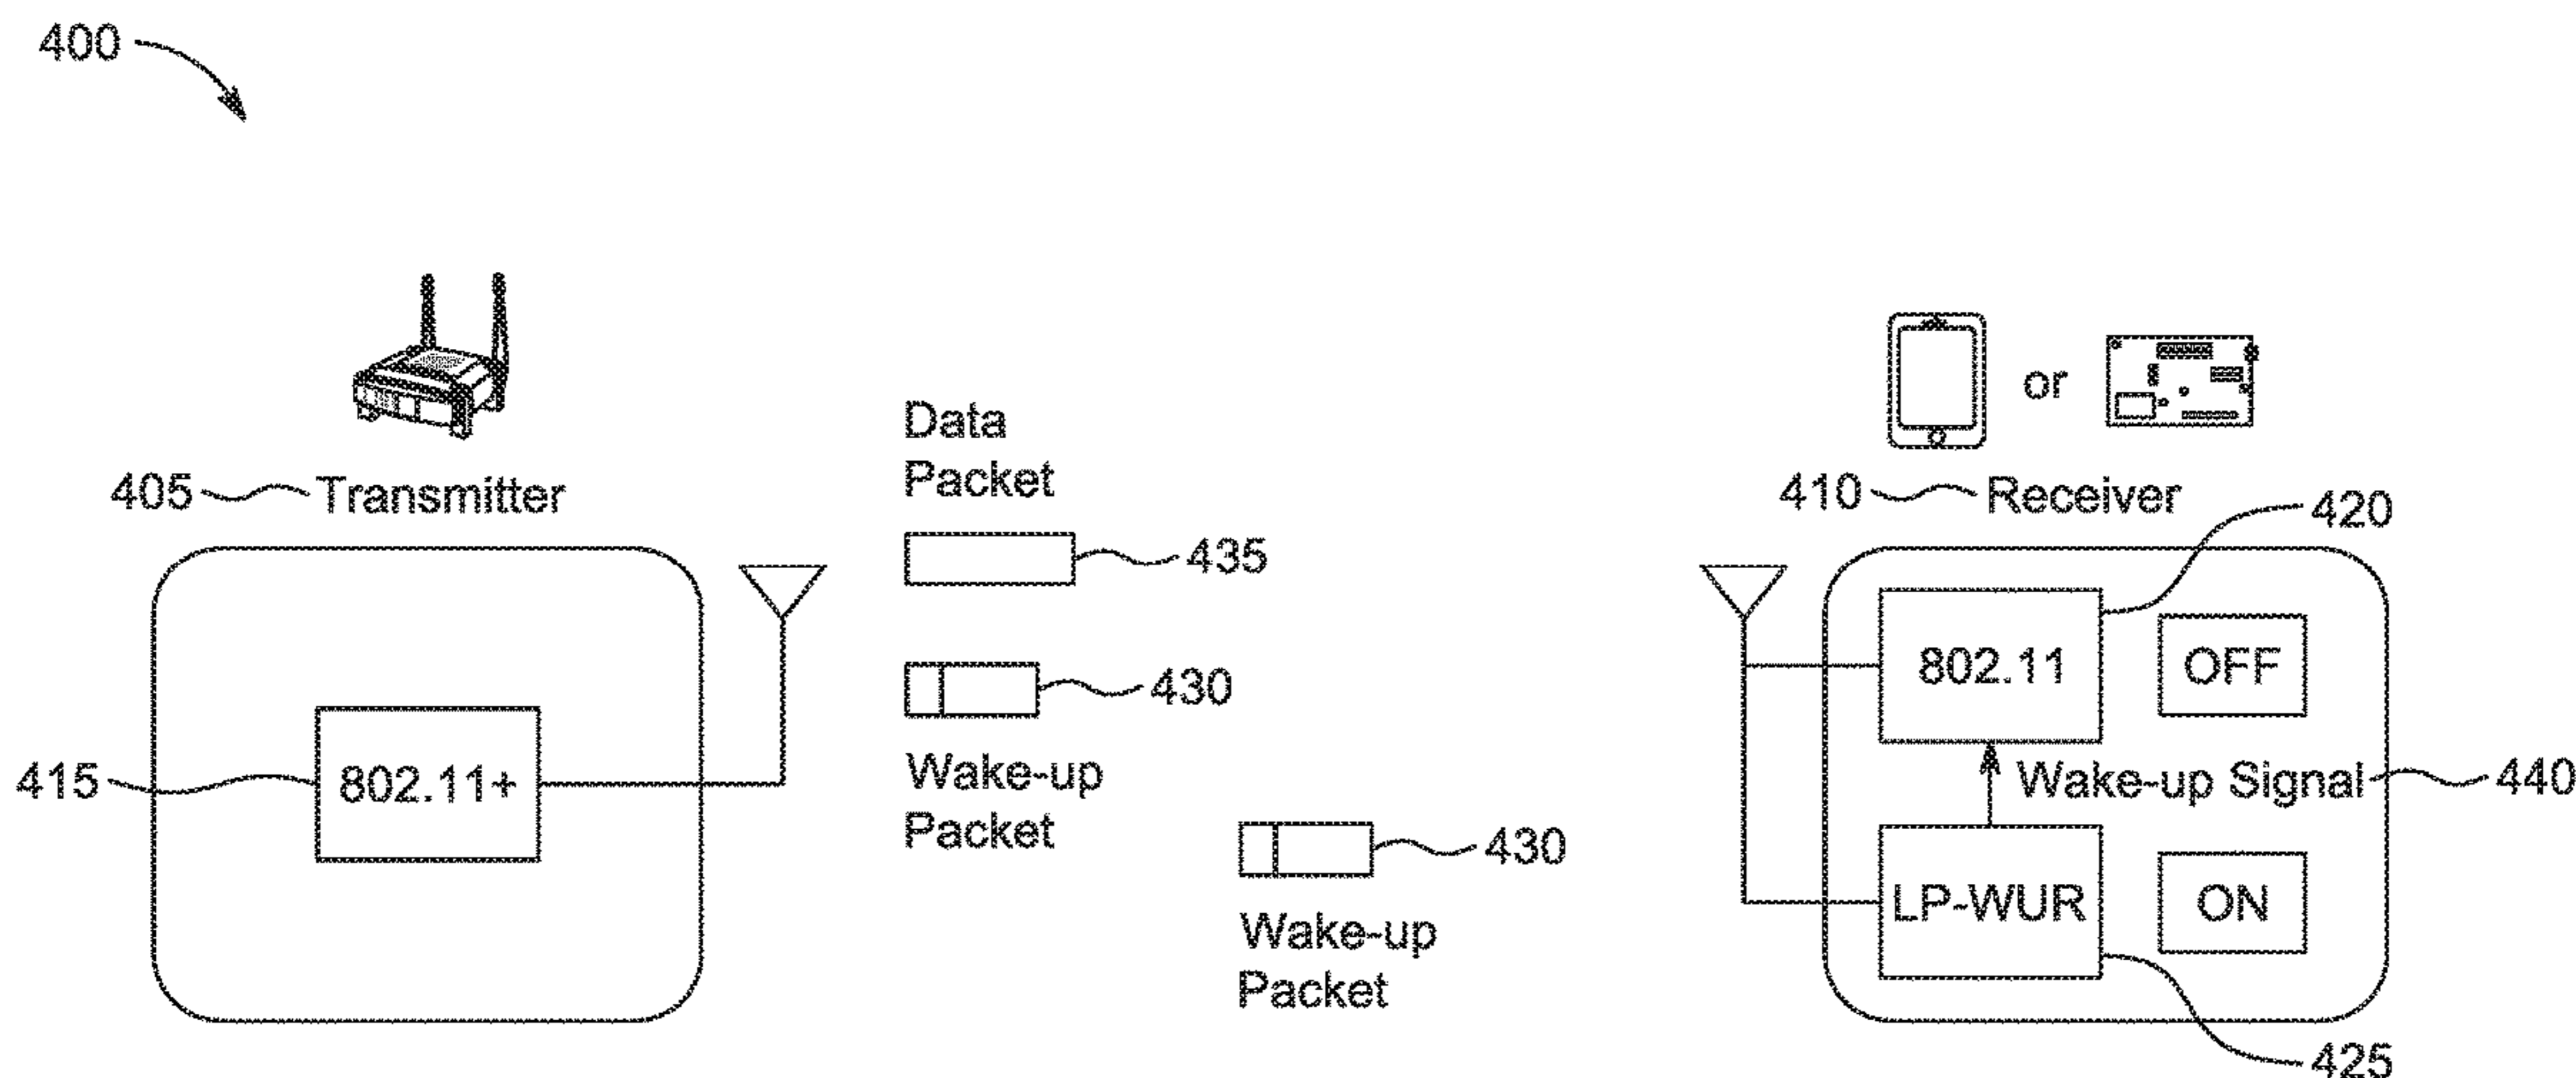 400
or
Data
Packet
405 Transmitter
410 Receiver
420
435
802.11
OFF
430
415
802.11+
Wake-up
Packet
Wake-up Signal
440
430
LP-WUR
ON
Wake-up
Packet
425